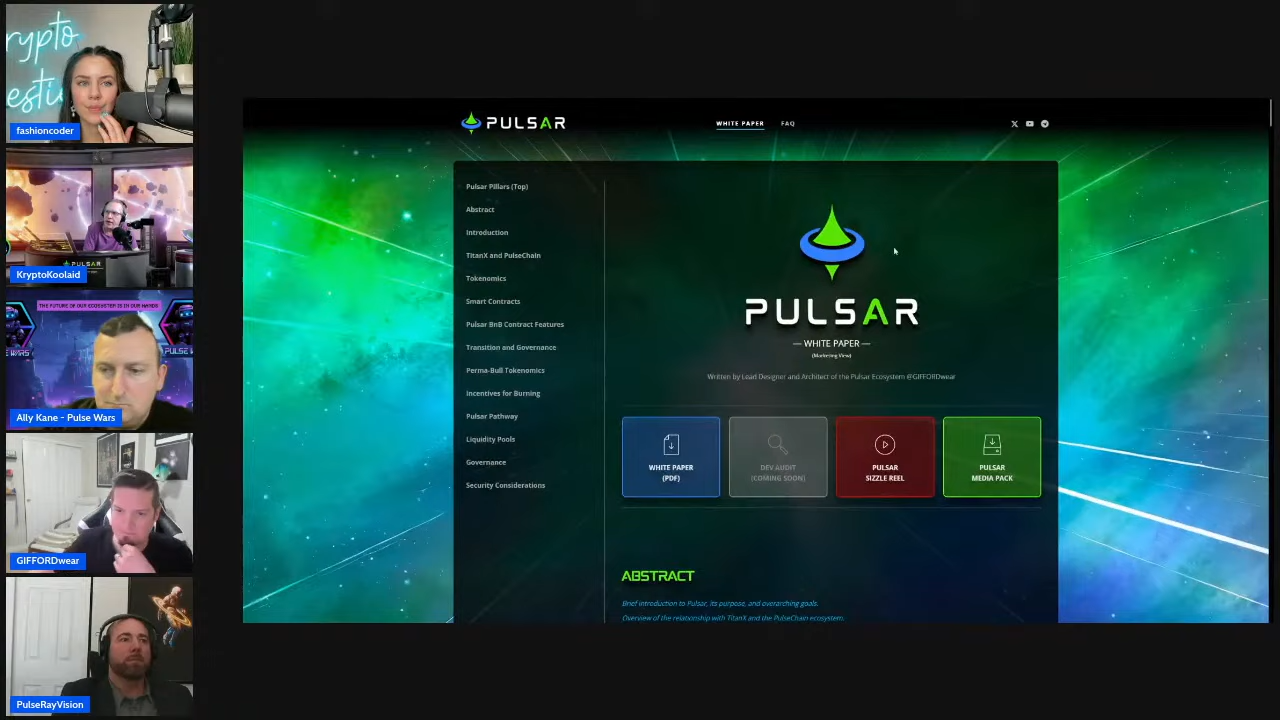 crypto
fashioncoder
PULSAR
KryptoKoolaid
THE FUTURE OF OUR ECOSYSTEM IS IN OUR HANDS
Ally Kane - Pulse Wars
GIFFORDwear
PulseRayVision
PULSAR
WHITE PAPER
FAQ
Pulsar Pillars (Top)
Abstract
Introduction
TitanX and PulseChain
Tokenomics
Smart Contracts
Pulsar BnB Contract Features
Transition and Governance
Perma-Bull Tokenomics
Incentives for Burning
Pulsar Pathway
Liquidity Pools
Governance
Security Considerations
PULSAR
— WHITE PAPER —
(Marketing View)
Written by Lead Designer and Architect of the Pulsar Ecosystem @GIFFORDwear
WHITE PAPER
(PDF)
DEV AUDIT
(COMING SOON)
PULSAR
SIZZLE REEL
PULSAR
MEDIA PACK
ABSTRACT
Brief introduction to Pulsar, its purpose, and overarching goals.
Overview of the relationship with TitanX and the PulseChain ecosystem.